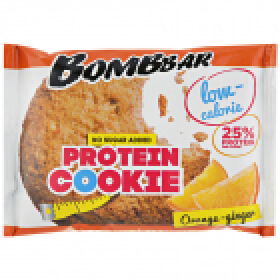 BOMBBAR
low-
calorie
25%
PROTEIN
NO SUGAR ADDED
PROTEIN
COOKIE
Orange-ginger